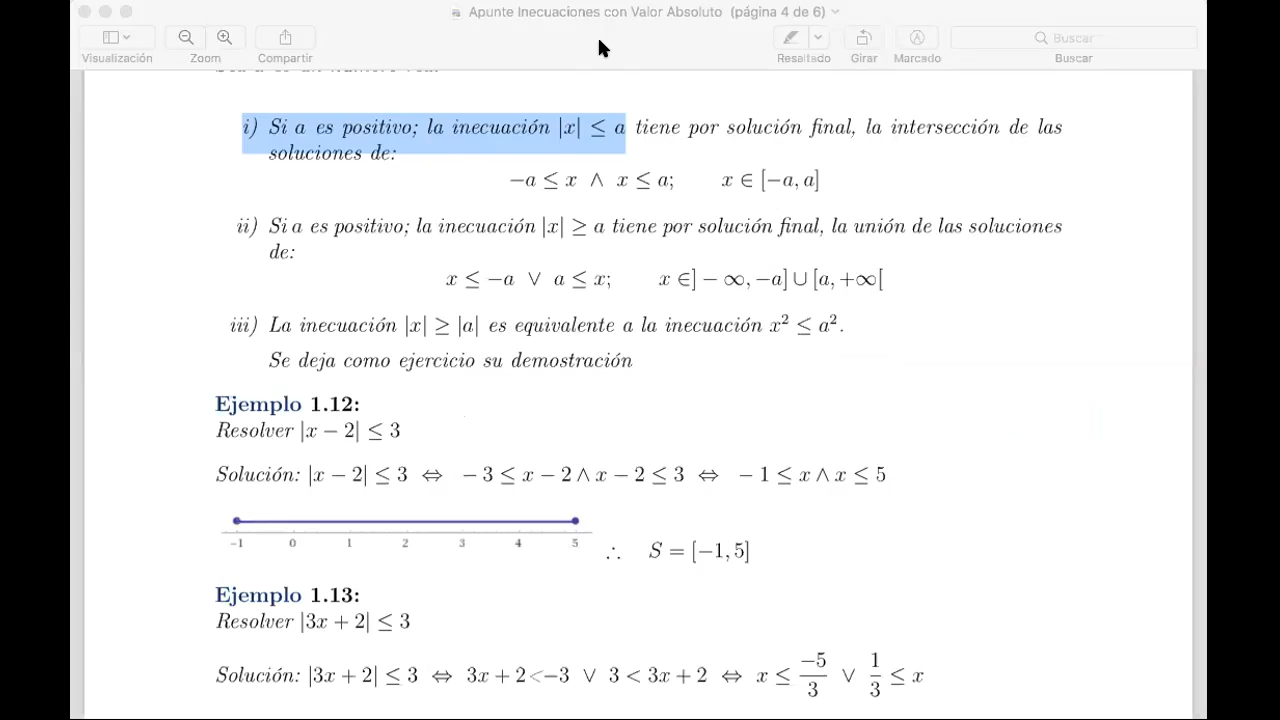 Apunte Inecuaciones con Valor Absoluto (página 4 de 6)
Visualización Zoom Compartir Resaltado Girar Marcado Buscar
Buscar
i) Si a es positivo; la inecuación |x| ≤ a tiene por solución final, la intersección de las
soluciones de:
−a ≤ x ∧ x ≤ a; x ∈ [−a, a]
ii) Si a es positivo; la inecuación |x| ≥ a tiene por solución final, la unión de las soluciones
de:
x ≤ −a ∨ a ≤ x; x ∈] − ∞, −a] ∪ [a, +∞[
iii) La inecuación |x| ≥ |a| es equivalente a la inecuación x² ≤ a².
Se deja como ejercicio su demostración
Ejemplo 1.12:
Resolver |x − 2| ≤ 3
Solución: |x − 2| ≤ 3 ⇔ − 3 ≤ x − 2 ∧ x − 2 ≤ 3 ⇔ − 1 ≤ x ∧ x ≤ 5
−1 0 1 2 3 4 5
∴ S = [−1, 5]
Ejemplo 1.13:
Resolver |3x + 2| ≤ 3
Solución: |3x + 2| ≤ 3 ⇔ 3x + 2 < −3 ∨ 3 < 3x + 2 ⇔ x ≤ −5/3 ∨ 1/3 ≤ x